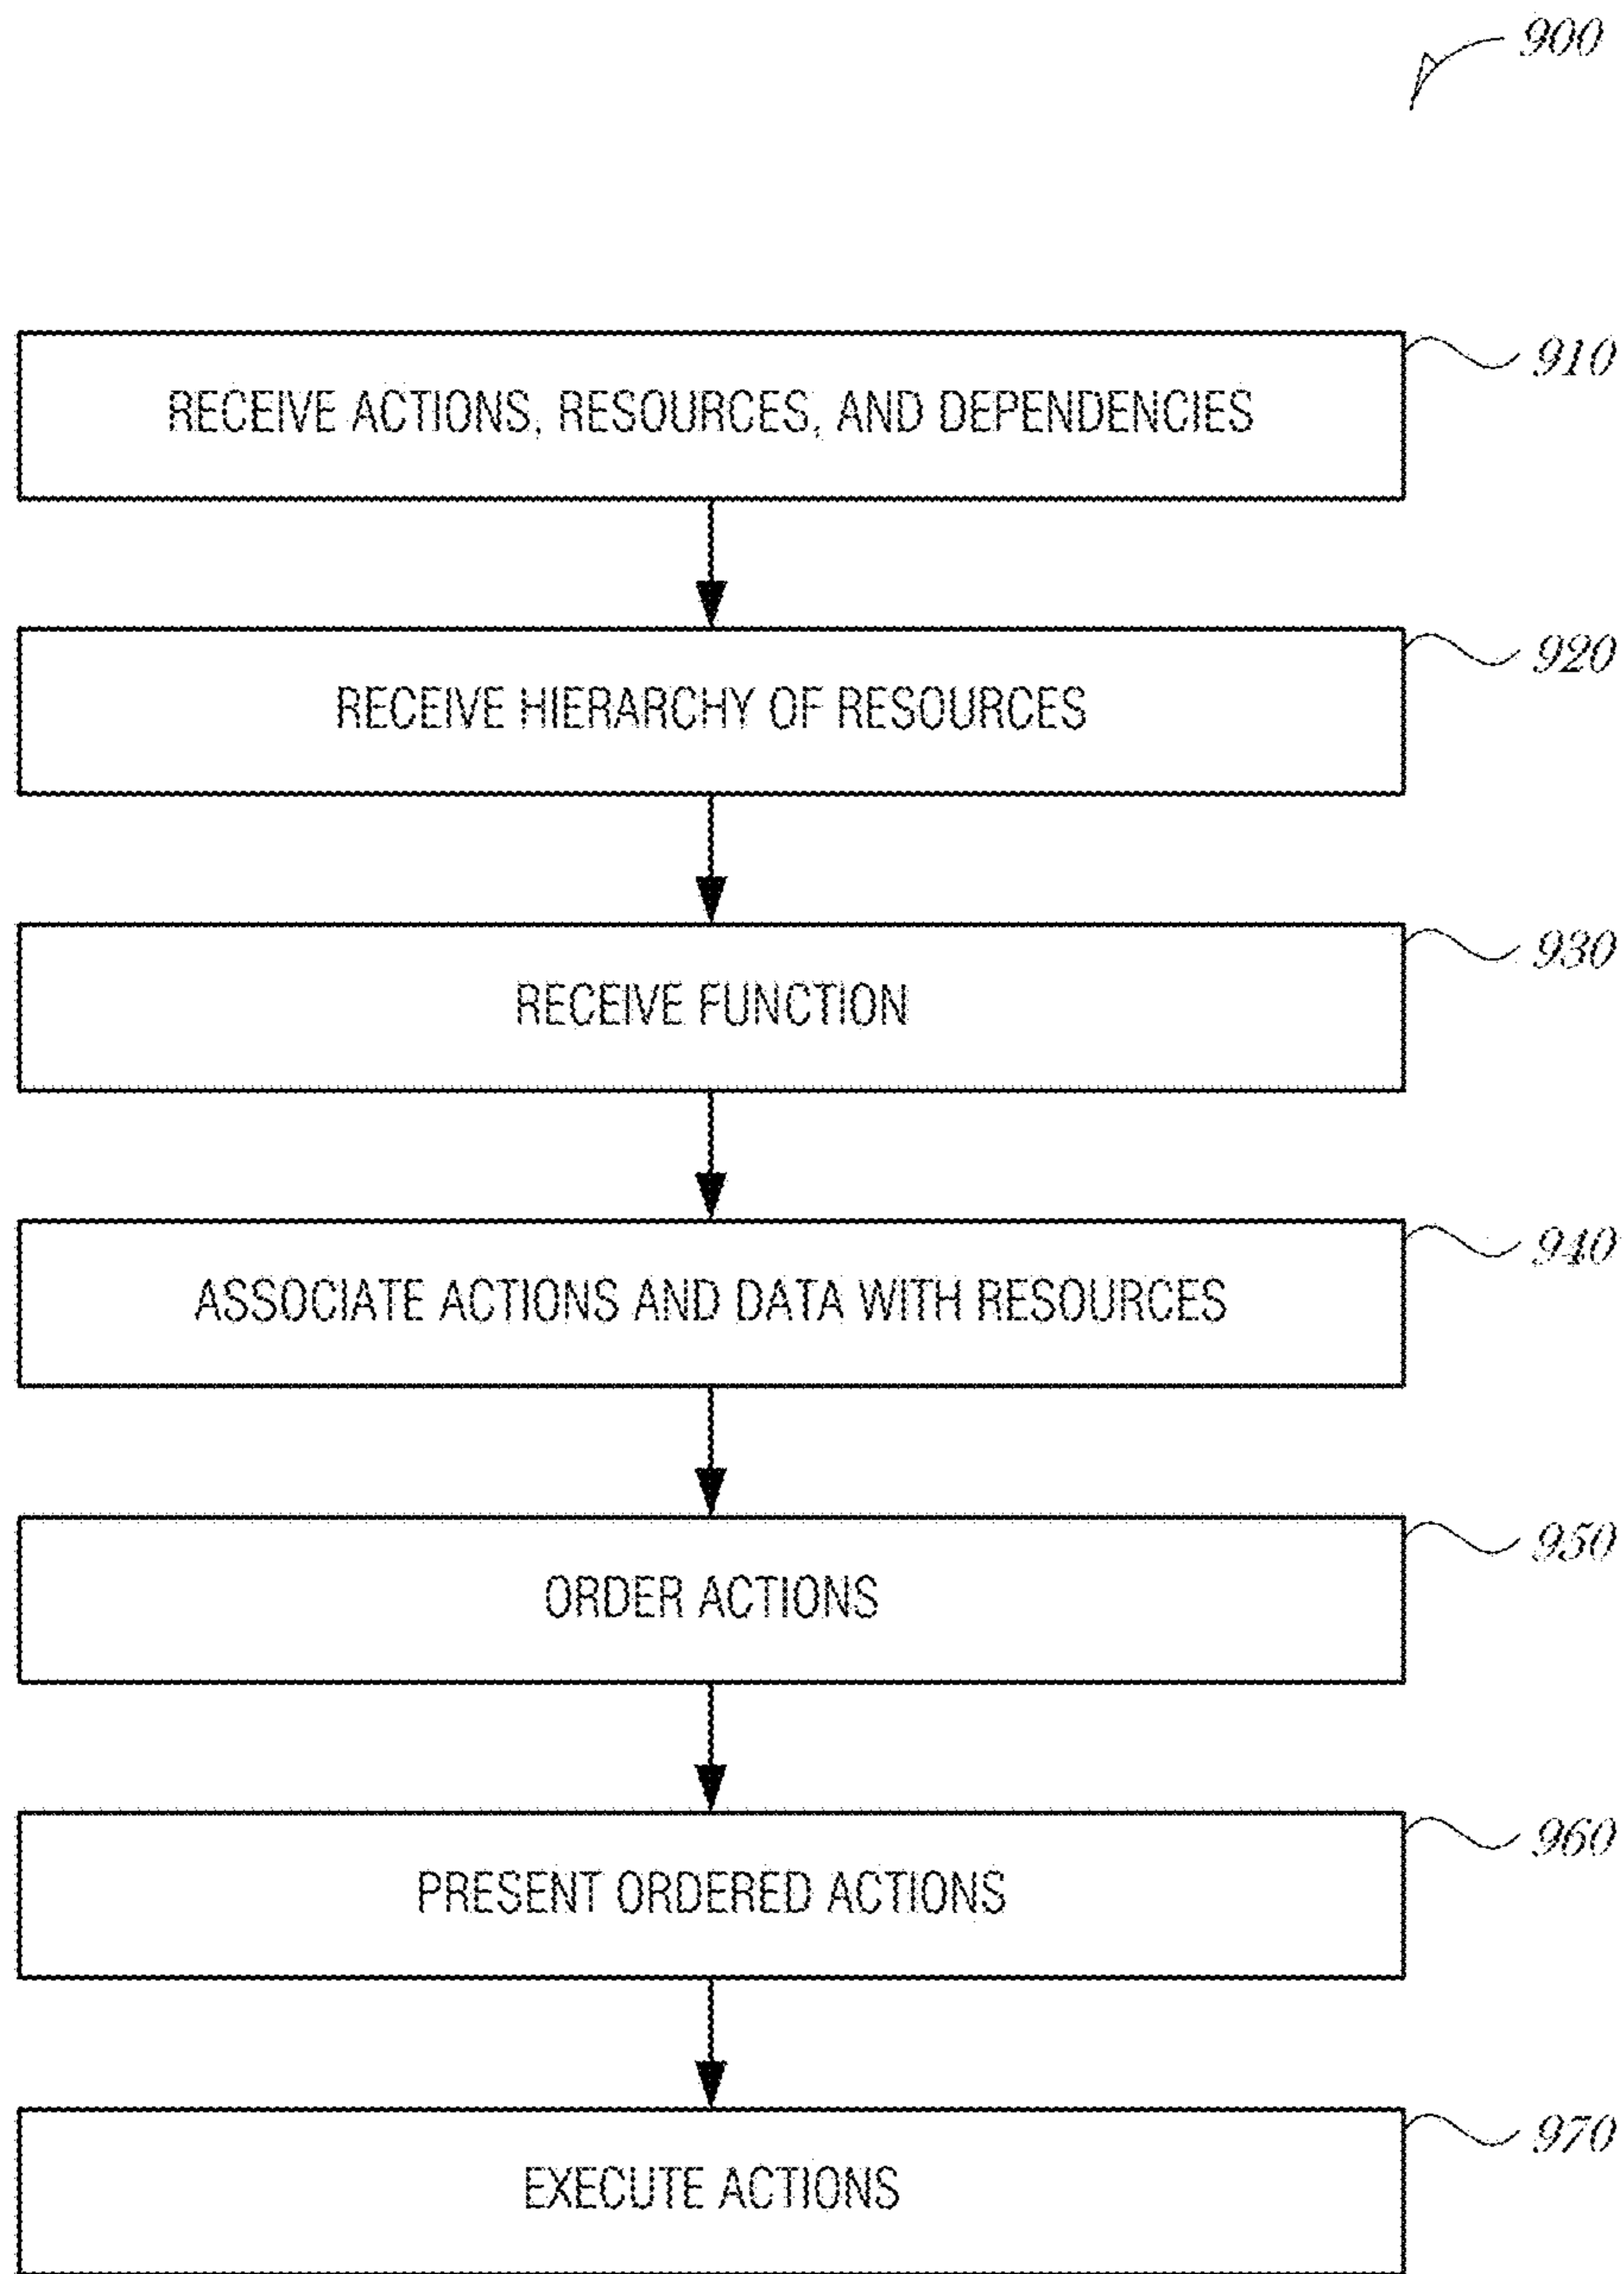 900
RECEIVE ACTIONS, RESOURCES, AND DEPENDENCIES
910
RECEIVE HIERARCHY OF RESOURCES
920
RECEIVE FUNCTION
930
ASSOCIATE ACTIONS AND DATA WITH RESOURCES
940
ORDER ACTIONS
950
PRESENT ORDERED ACTIONS
960
EXECUTE ACTIONS
970